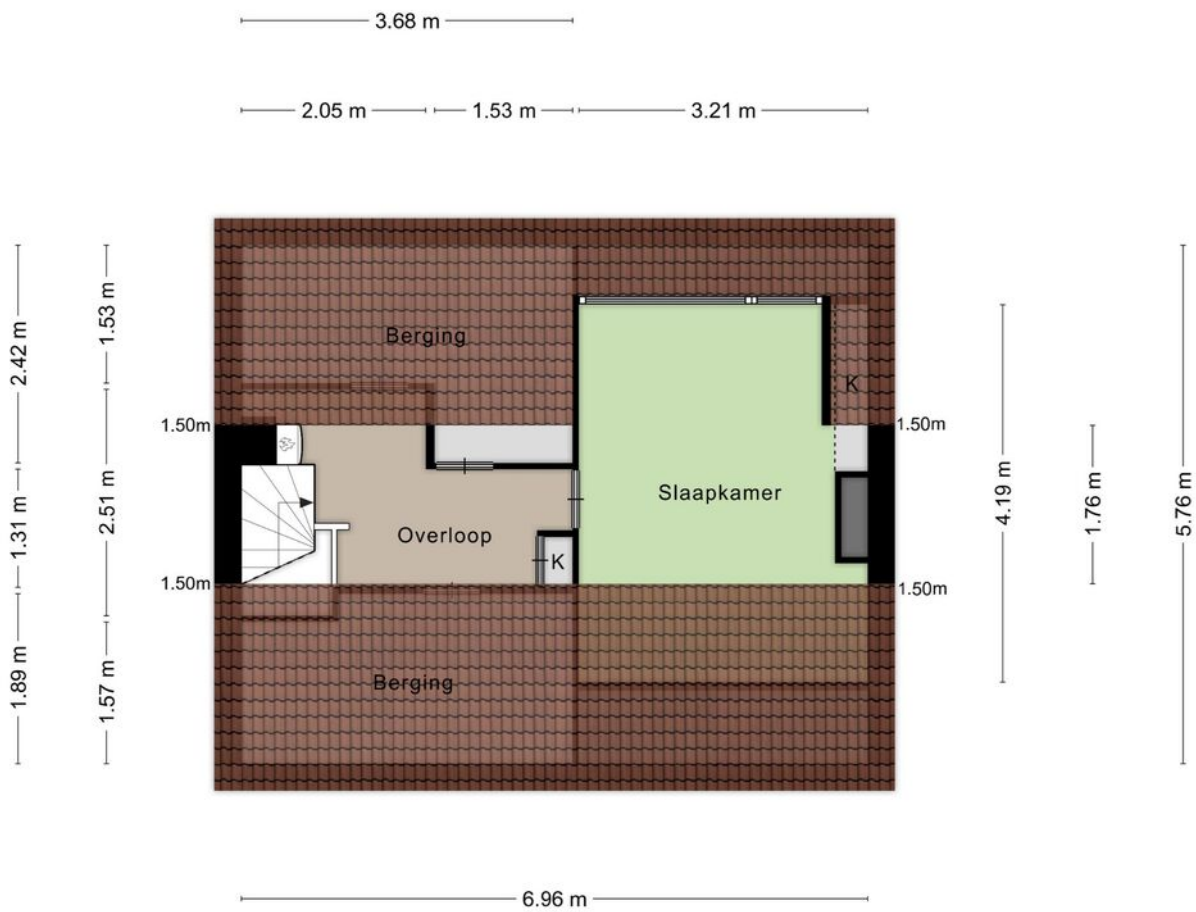 3.68 m
2.05 m
1.53 m
3.21 m
2.42 m
1.53 m
Berging
K
1.50m
1.50m
Slaapkamer
4.19 m
1.76 m
5.76 m
1.31 m
2.51 m
Overloop
K
1.50m
1.50m
1.89 m
1.57 m
Berging
6.96 m